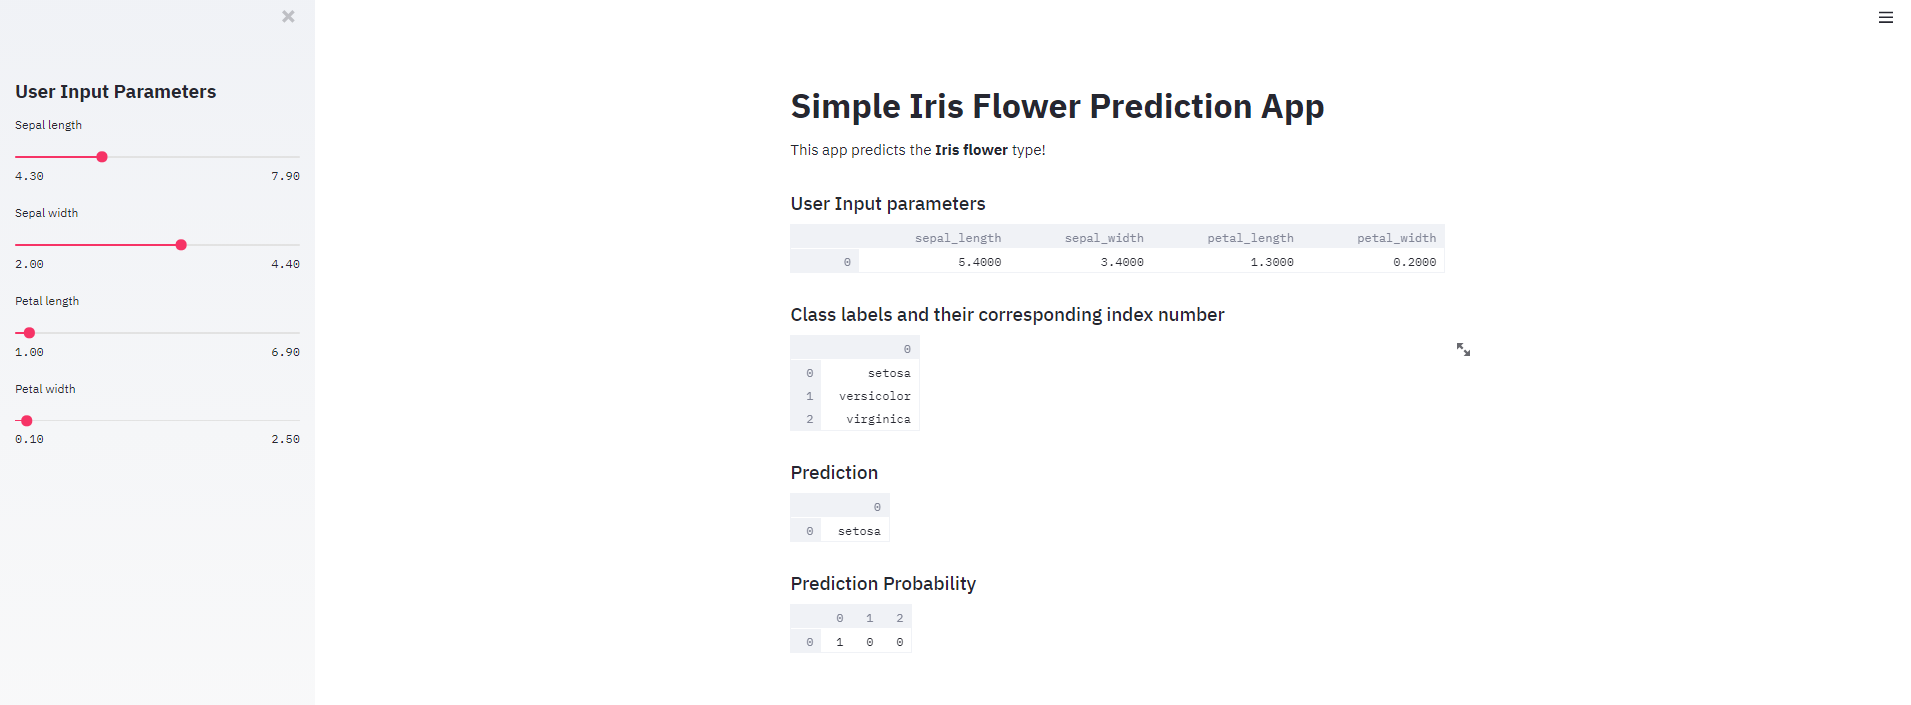 User Input Parameters
Sepal length
4.30 7.90
Sepal width
2.00 4.40
Petal length
1.00 6.90
Petal width
0.10 2.50
Simple Iris Flower Prediction App
This app predicts the Iris flower type!
User Input parameters
sepal_length sepal_width petal_length petal_width
0 5.4000 3.4000 1.3000 0.2000
Class labels and their corresponding index number
0
0 setosa
1 versicolor
2 virginica
Prediction
0
0 setosa
Prediction Probability
0 1 2
0 1 0 0